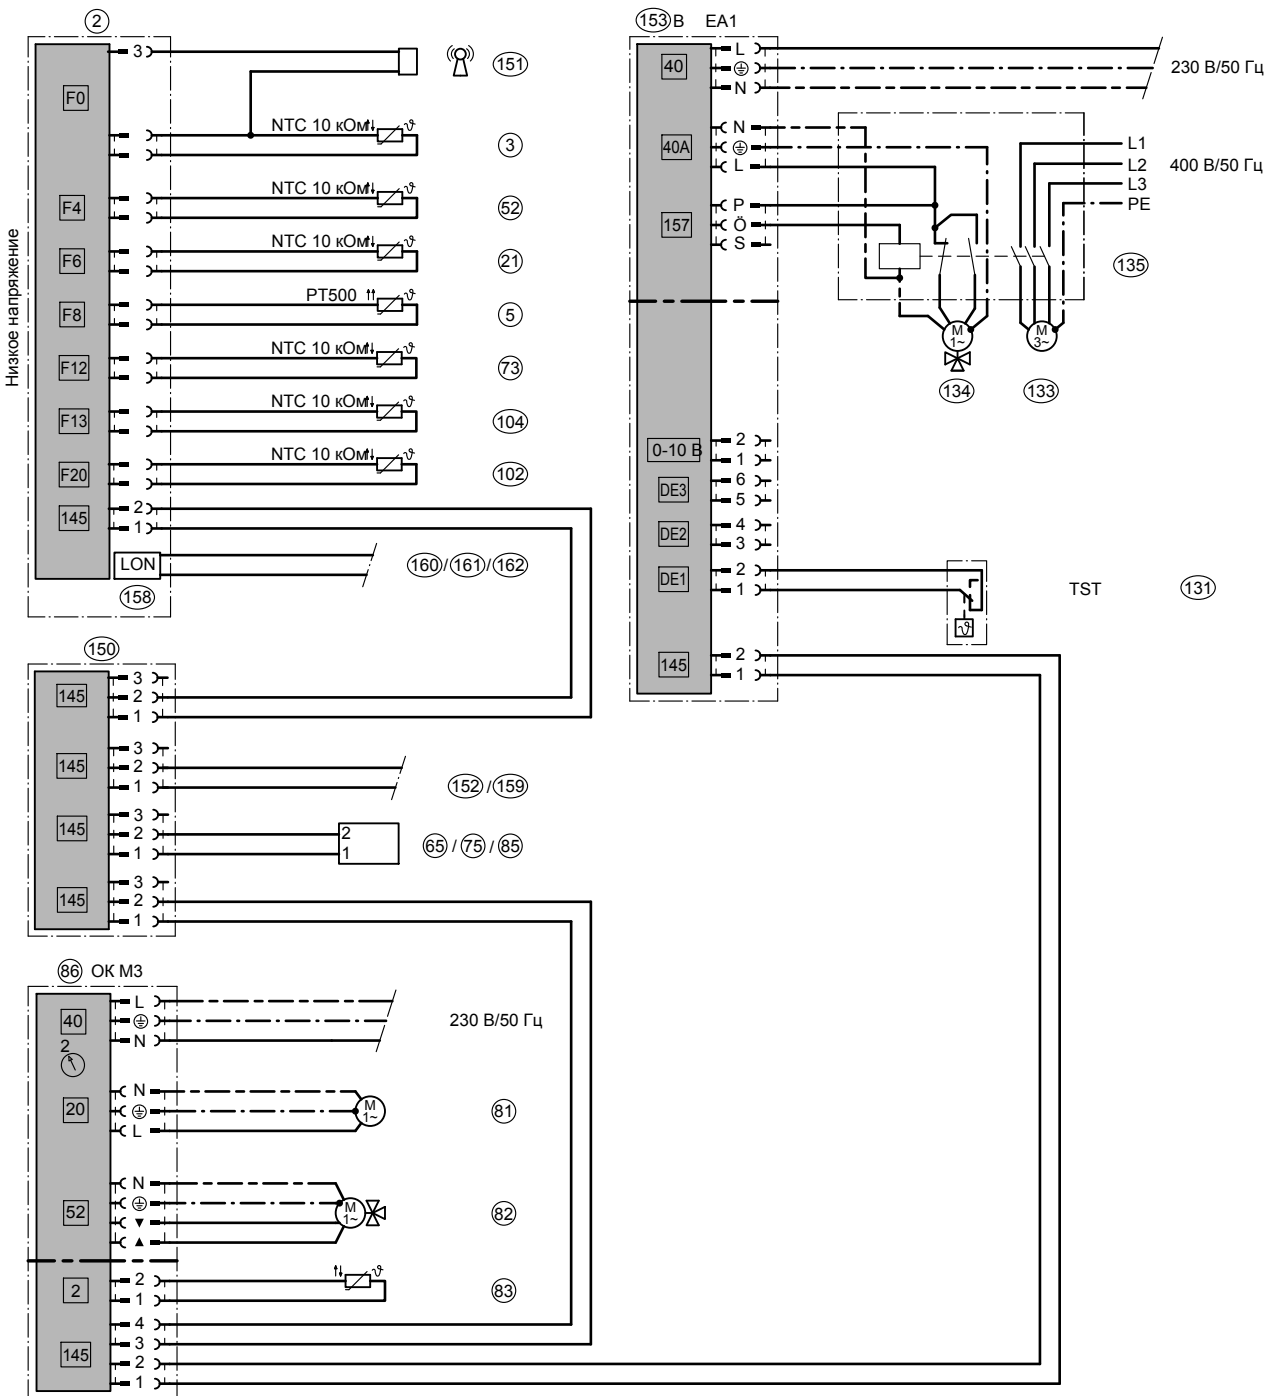 2
Низкое напряжение
3
F0
151
NTC 10 кОм ϑ
3
F4
NTC 10 кОм ϑ
52
F6
NTC 10 кОм ϑ
21
F8
PT500 ϑ
5
F12
NTC 10 кОм ϑ
73
F13
NTC 10 кОм ϑ
104
F20
NTC 10 кОм ϑ
102
145
2
1
LON
160/161/162
158
150
145
3
2
1
145
3
2
1
152 / 159
145
3
2
1
2
1
65 / 75 / 85
145
3
2
1
86 ОК М3
40
L
N
230 В/50 Гц
2
20
N
L
M
1~
81
52
N
▼
▲
M
1~
82
2
2
1
ϑ
83
145
4
3
2
1
153 В EA1
40
L
N
230 В/50 Гц
40A
N
L
L1
L2
L3
PE
400 В/50 Гц
157
P
Ö
S
135
M
1~
M
3~
134
133
0-10 В
2
1
DE3
6
5
DE2
4
3
DE1
2
1
ϑ
TST
131
145
2
1